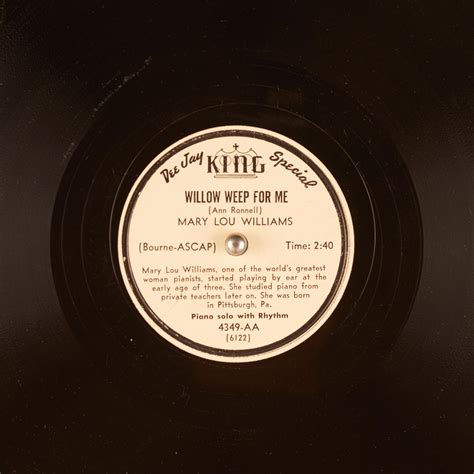 Dee Jay KING Special
WILLOW WEEP FOR ME
(Ann Ronnell)
MARY LOU WILLIAMS
(Bourne-ASCAP) Time: 2:40
Mary Lou Williams, one of the world's greatest
woman pianists, started playing by ear at the
early age of three. She studied piano from
private teachers later on. She was born
in Pittsburgh, Pa.
Piano solo with Rhythm
4349-AA
(6122)